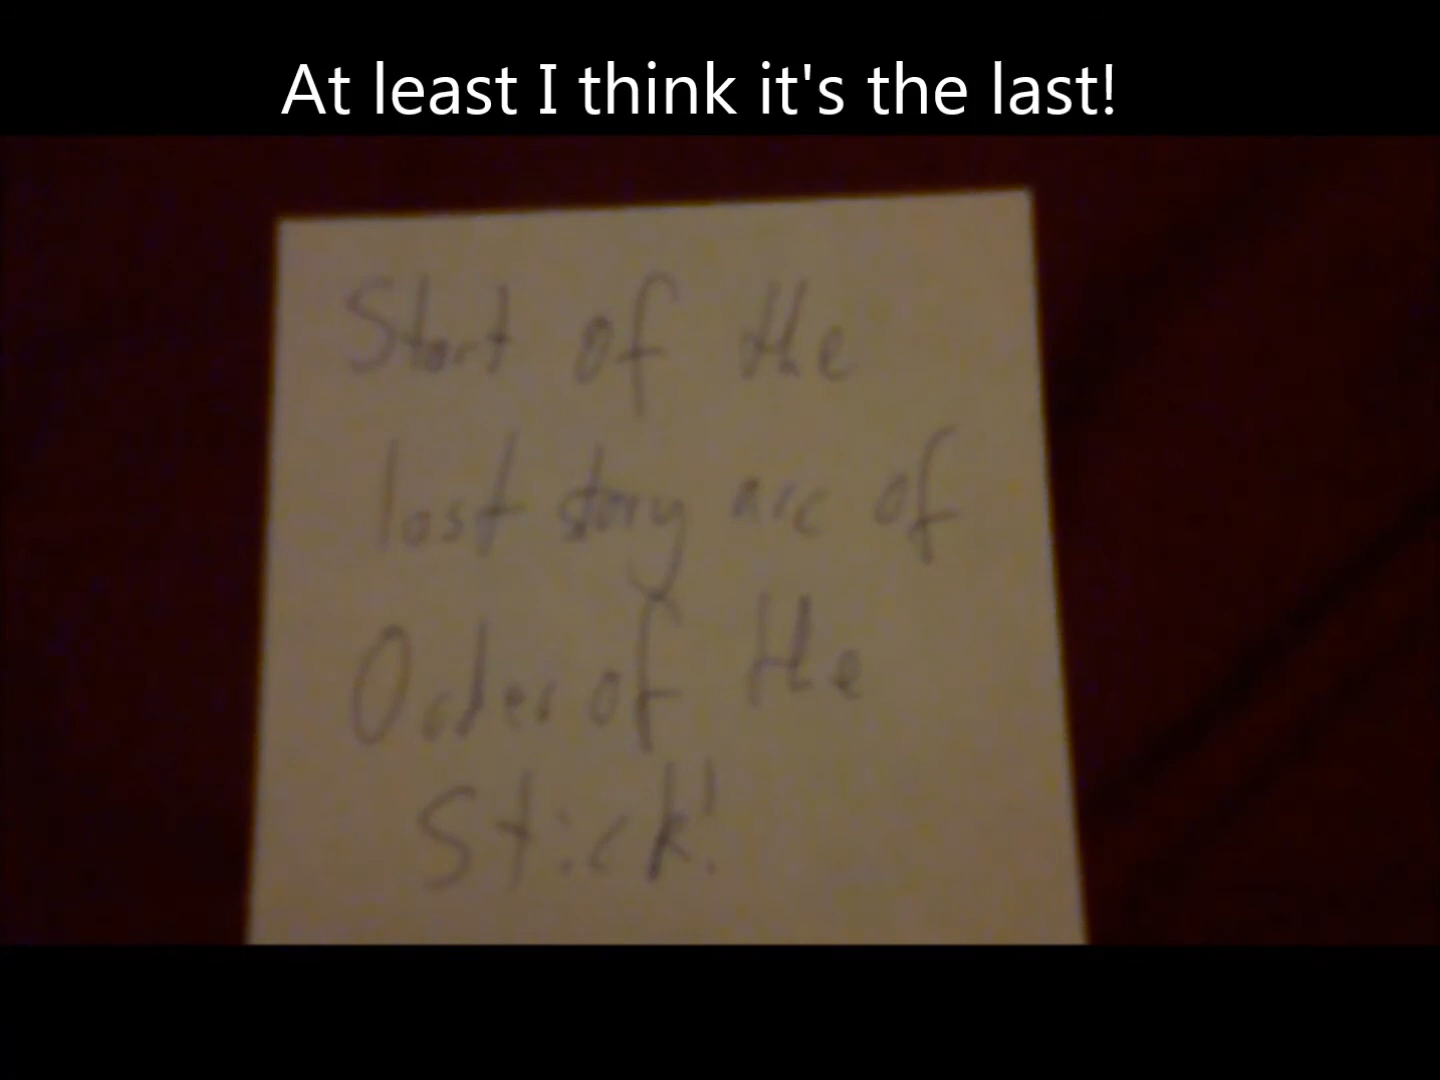 At least I think it's the last!
Start of the
last story arc of
Order of the
Stick!